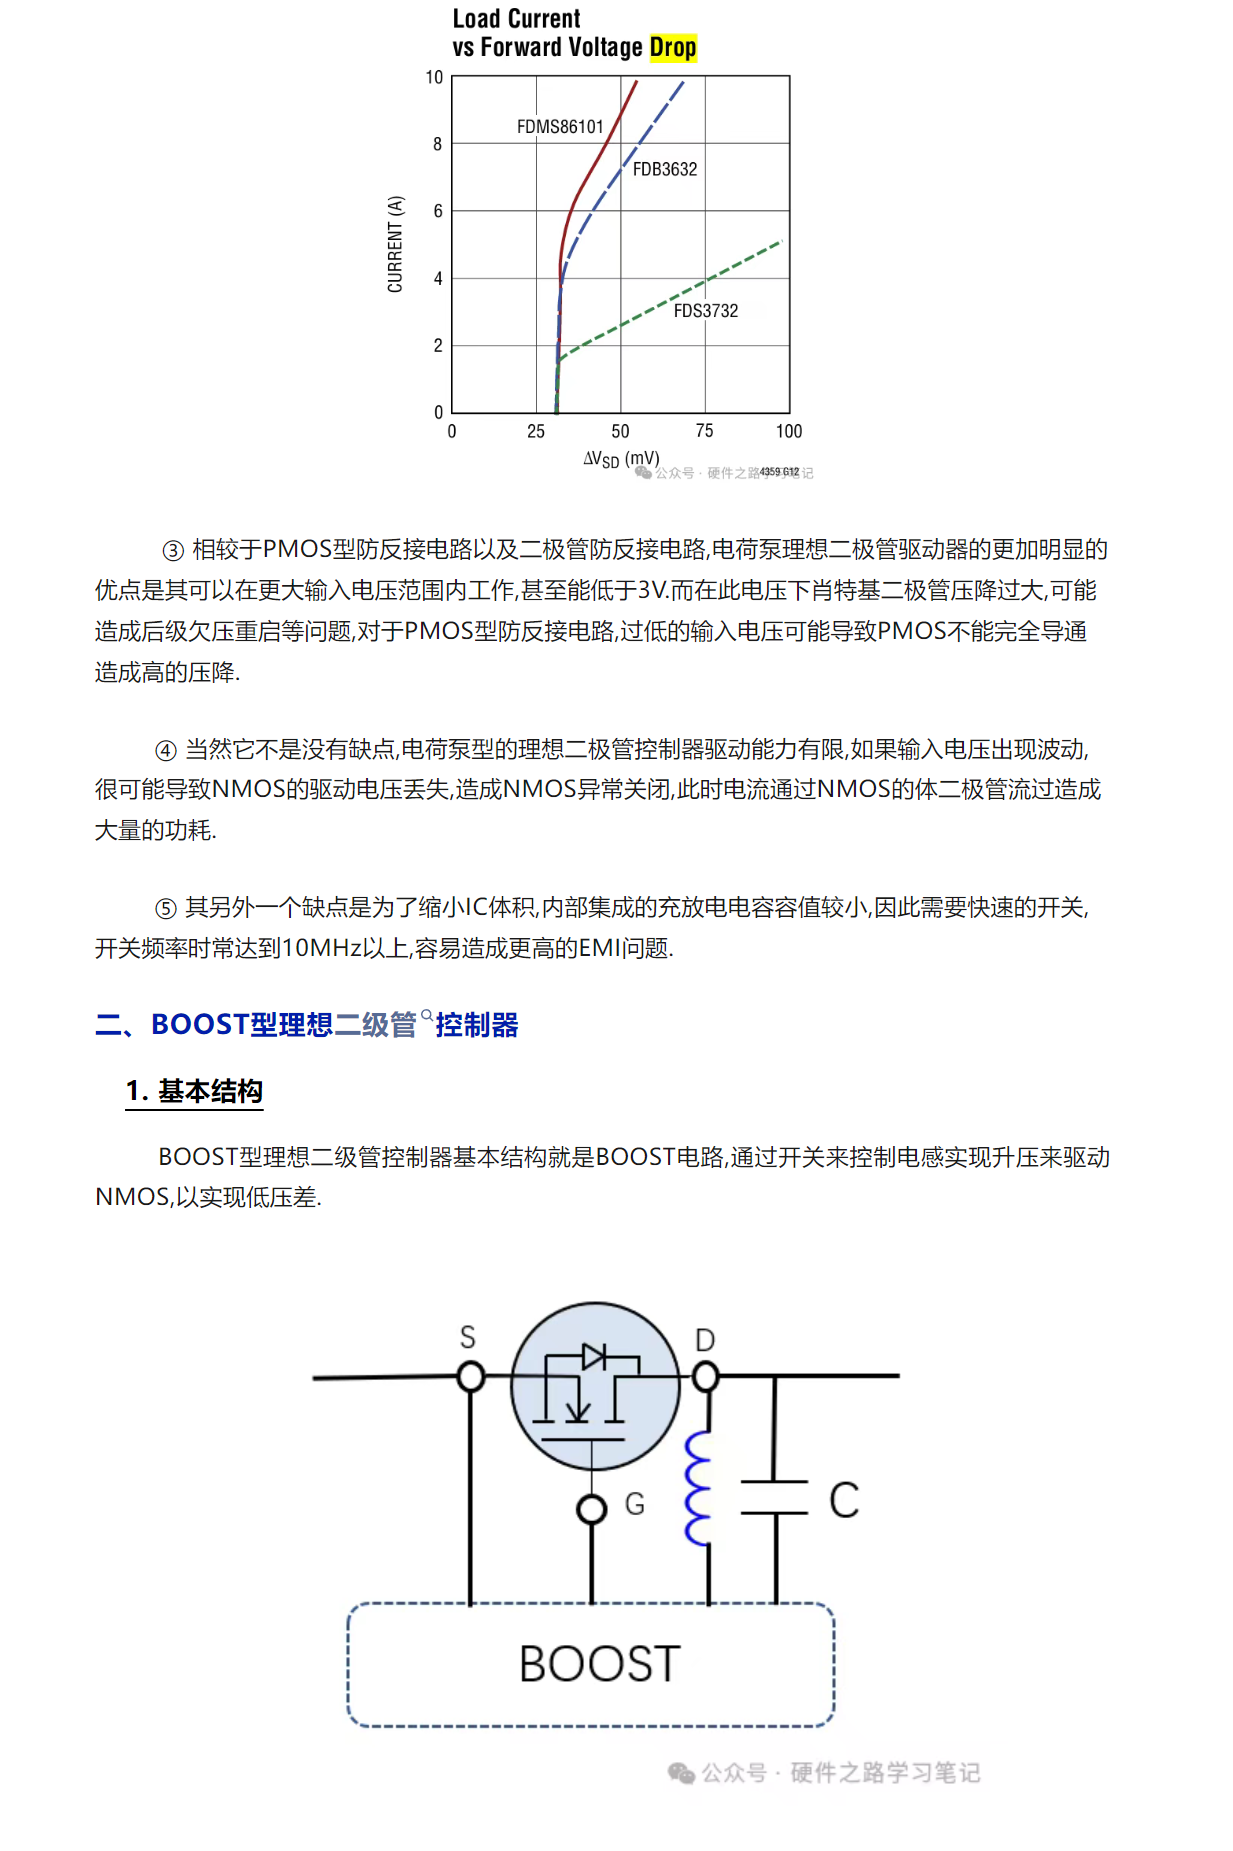 Load Current
vs Forward Voltage Drop
10
8
6
4
2
0
CURRENT (A)
FDMS86101
FDB3632
FDS3732
0 25 50 75 100
ΔVSD (mV)
4359 G12
公众号 · 硬件之路学习笔记
③ 相较于PMOS型防反接电路以及二极管防反接电路,电荷泵理想二极管驱动器的更加明显的
优点是其可以在更大输入电压范围内工作,甚至能低于3V.而在此电压下肖特基二极管压降过大,可能
造成后级欠压重启等问题,对于PMOS型防反接电路,过低的输入电压可能导致PMOS不能完全导通
造成高的压降.
④ 当然它不是没有缺点,电荷泵型的理想二极管控制器驱动能力有限,如果输入电压出现波动,
很可能导致NMOS的驱动电压丢失,造成NMOS异常关闭,此时电流通过NMOS的体二极管流过造成
大量的功耗.
⑤ 其另外一个缺点是为了缩小IC体积,内部集成的充放电电容容值较小,因此需要快速的开关,
开关频率时常达到10MHz以上,容易造成更高的EMI问题.
二、BOOST型理想二级管控制器
1. 基本结构
BOOST型理想二级管控制器基本结构就是BOOST电路,通过开关来控制电感实现升压来驱动
NMOS,以实现低压差.
S
D
G
C
BOOST
公众号 · 硬件之路学习笔记